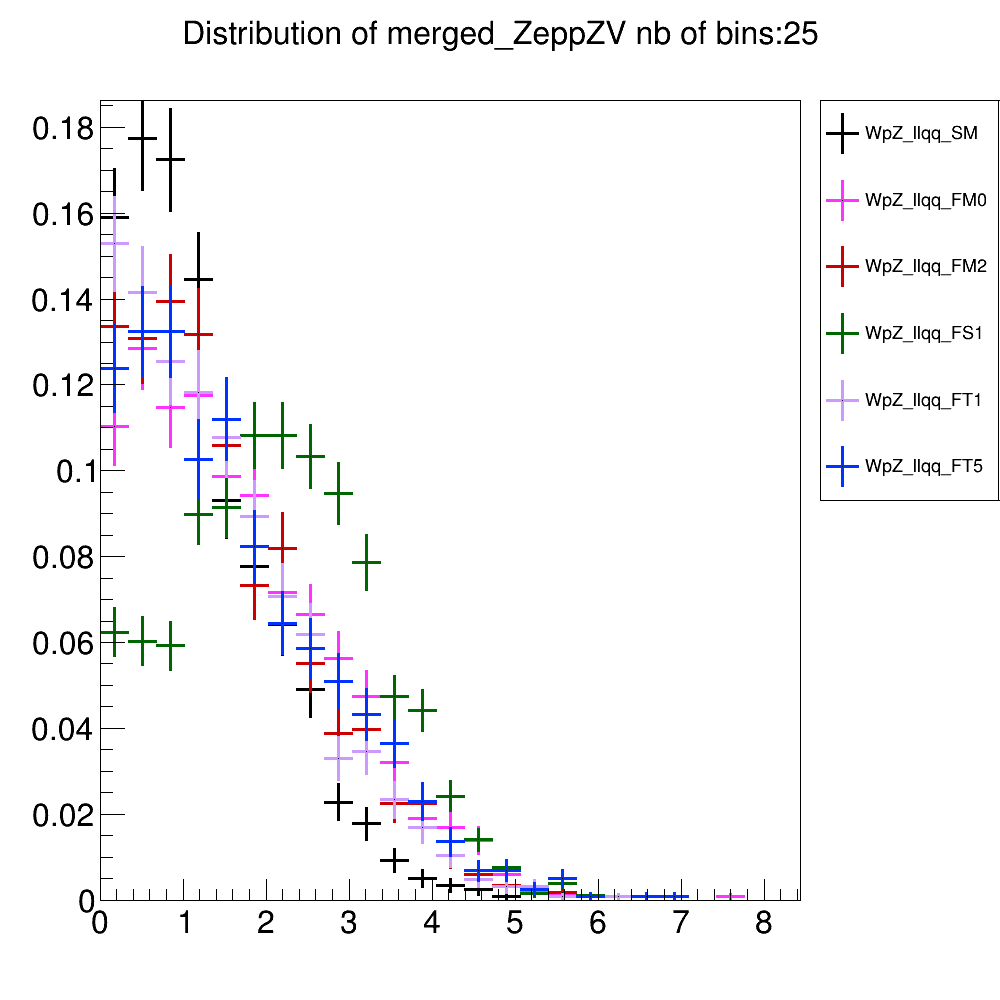 Distribution of merged_ZeppZV nb of bins:25
0.18
0.16
0.14
0.12
0.1
0.08
0.06
0.04
0.02
0
0 1 2 3 4 5 6 7 8
WpZ_llqq_SM
WpZ_llqq_FM0
WpZ_llqq_FM2
WpZ_llqq_FS1
WpZ_llqq_FT1
WpZ_llqq_FT5